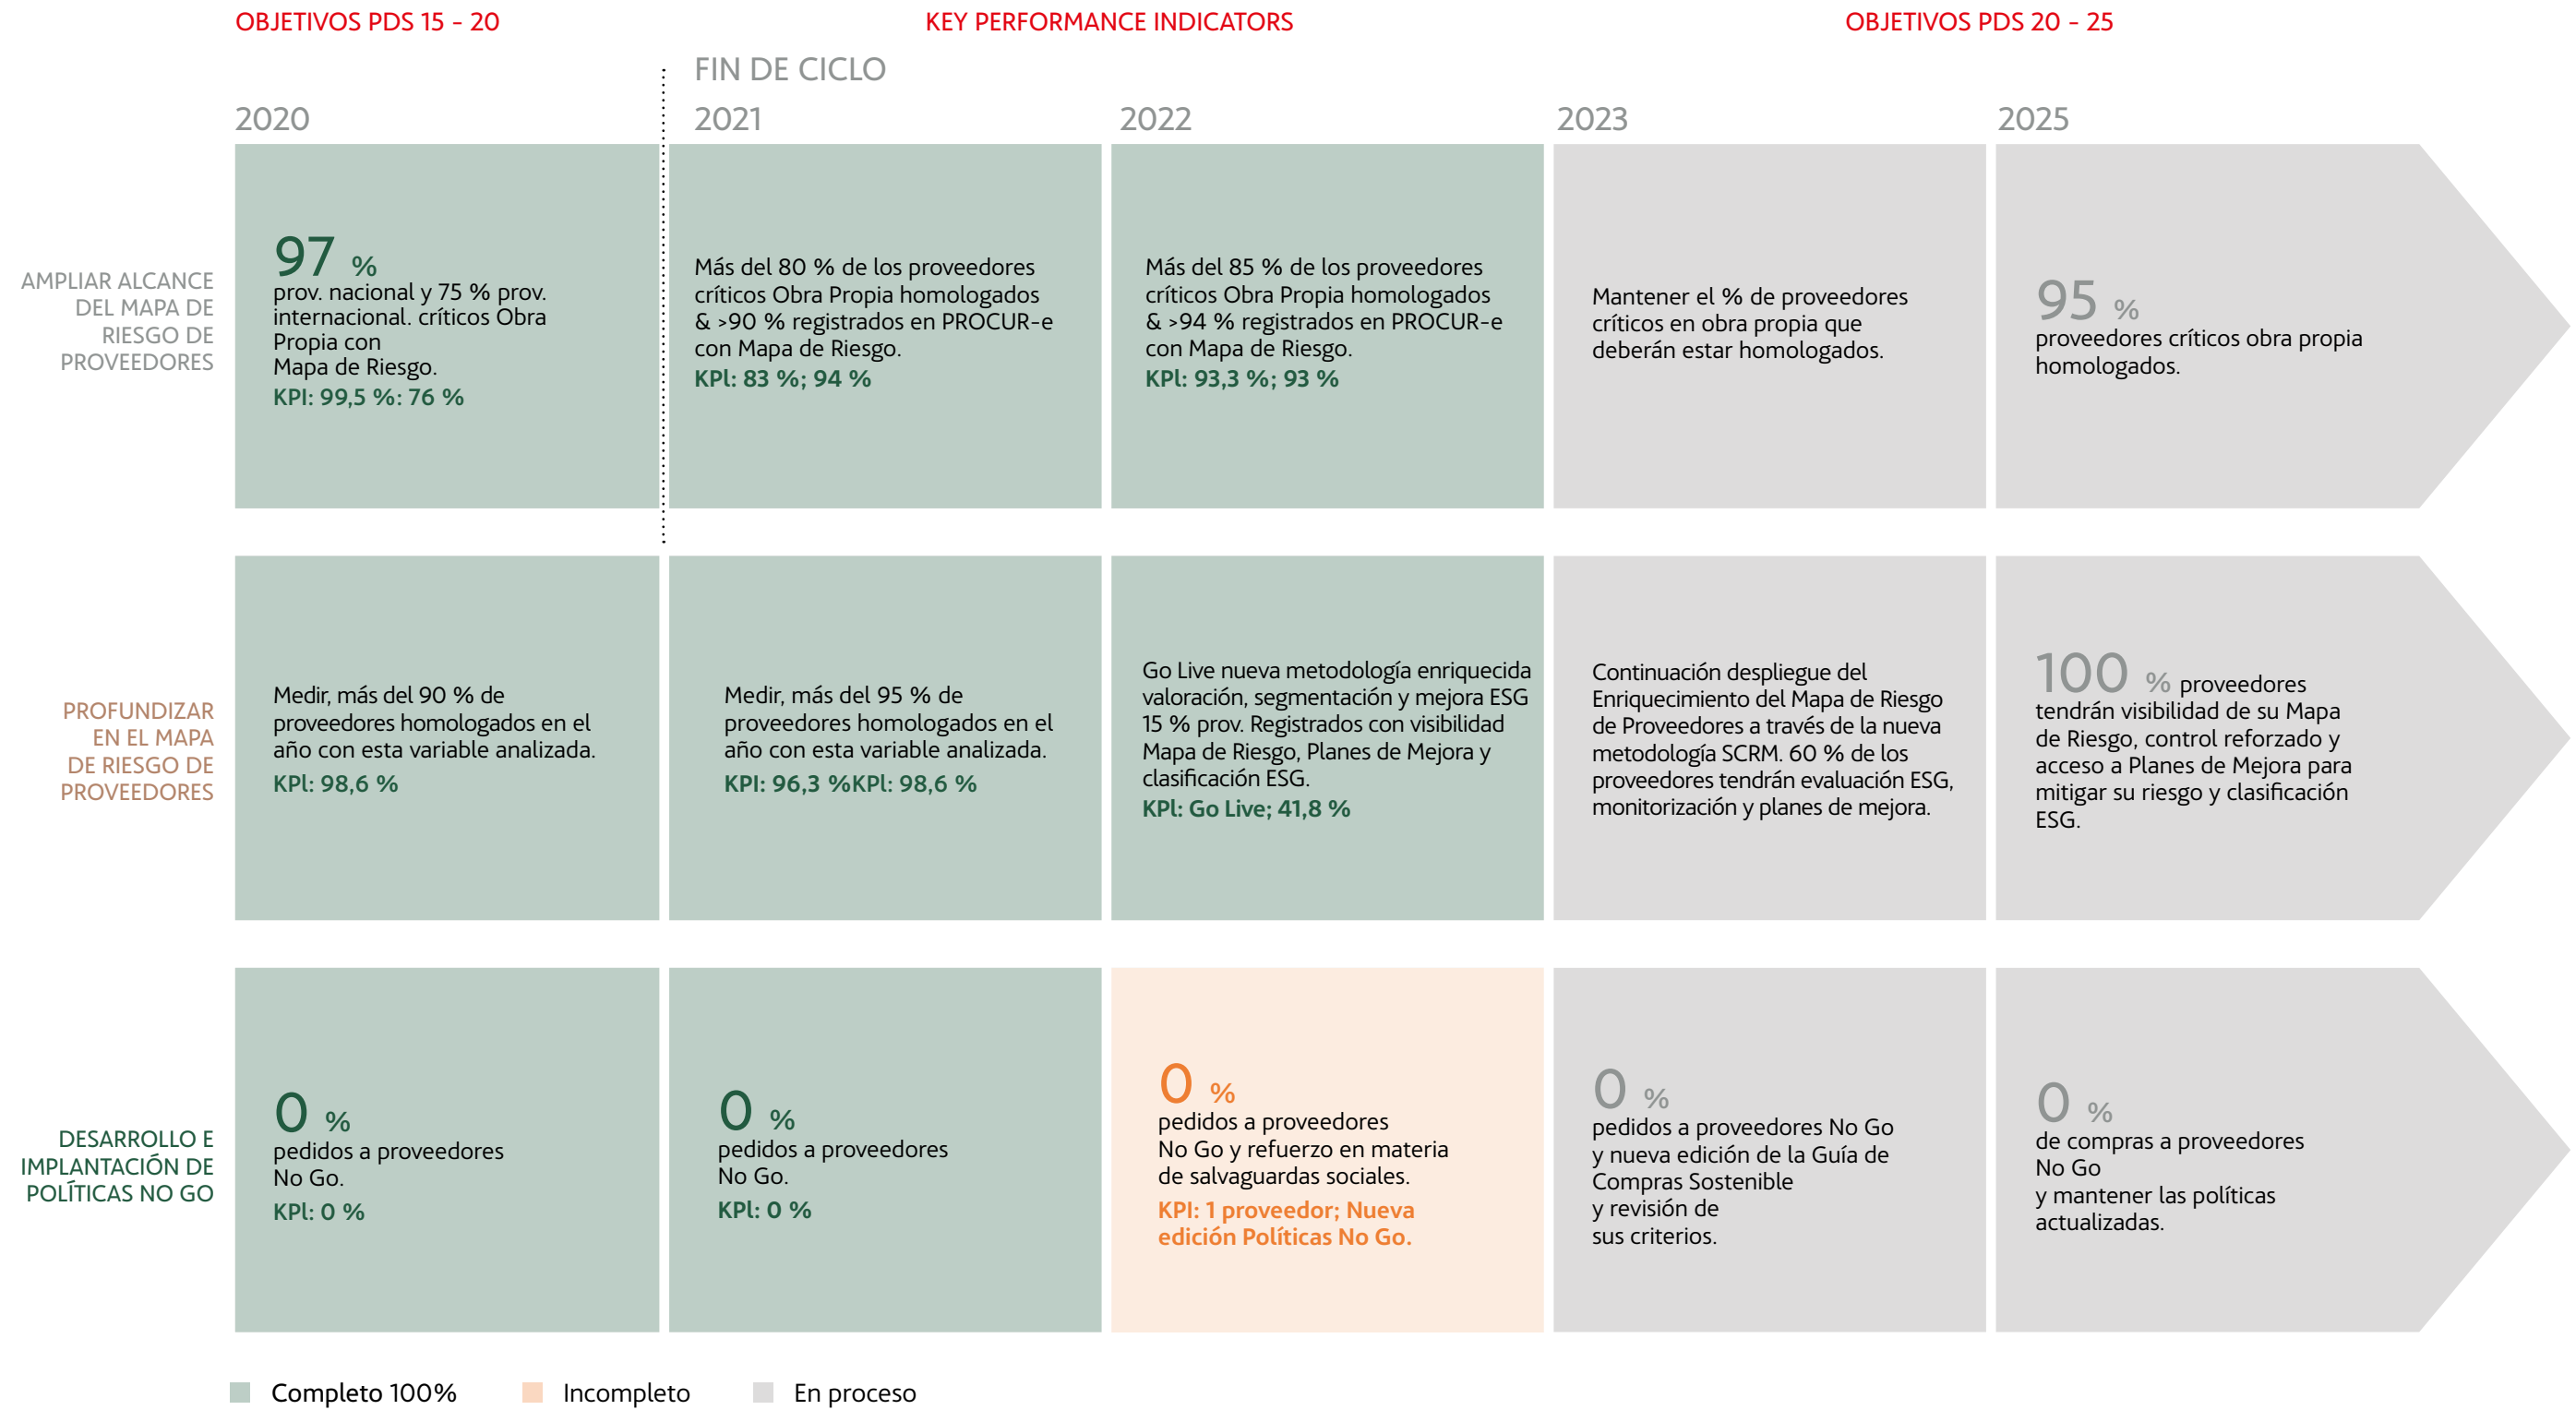 OBJETIVOS PDS 15 - 20
KEY PERFORMANCE INDICATORS
OBJETIVOS PDS 20 - 25
FIN DE CICLO
2020
2021
2022
2023
2025
AMPLIAR ALCANCE
DEL MAPA DE
RIESGO DE
PROVEEDORES
97 %
prov. nacional y 75 % prov.
internacional. críticos Obra
Propia con
Mapa de Riesgo.
KPI: 99,5 %: 76 %
Más del 80 % de los proveedores
críticos Obra Propia homologados
& >90 % registrados en PROCUR-e
con Mapa de Riesgo.
KPl: 83 %; 94 %
Más del 85 % de los proveedores
críticos Obra Propia homologados
& >94 % registrados en PROCUR-e
con Mapa de Riesgo.
KPl: 93,3 %; 93 %
Mantener el % de proveedores
críticos en obra propia que
deberán estar homologados.
95 %
proveedores críticos obra propia
homologados.
PROFUNDIZAR
EN EL MAPA
DE RIESGO DE
PROVEEDORES
Medir, más del 90 % de
proveedores homologados en el
año con esta variable analizada.
KPl: 98,6 %
Medir, más del 95 % de
proveedores homologados en el
año con esta variable analizada.
KPI: 96,3 %KPl: 98,6 %
Go Live nueva metodología enriquecida
valoración, segmentación y mejora ESG
15 % prov. Registrados con visibilidad
Mapa de Riesgo, Planes de Mejora y
clasificación ESG.
KPl: Go Live; 41,8 %
Continuación despliegue del
Enriquecimiento del Mapa de Riesgo
de Proveedores a través de la nueva
metodología SCRM. 60 % de los
proveedores tendrán evaluación ESG,
monitorización y planes de mejora.
100 % proveedores
tendrán visibilidad de su Mapa
de Riesgo, control reforzado y
acceso a Planes de Mejora para
mitigar su riesgo y clasificación
ESG.
DESARROLLO E
IMPLANTACIÓN DE
POLÍTICAS NO GO
0 %
pedidos a proveedores
No Go.
KPl: 0 %
0 %
pedidos a proveedores
No Go.
KPl: 0 %
0 %
pedidos a proveedores
No Go y refuerzo en materia
de salvaguardas sociales.
KPI: 1 proveedor; Nueva
edición Políticas No Go.
0 %
pedidos a proveedores No Go
y nueva edición de la Guía de
Compras Sostenible
y revisión de
sus criterios.
0 %
de compras a proveedores
No Go
y mantener las políticas
actualizadas.
Completo 100%
Incompleto
En proceso